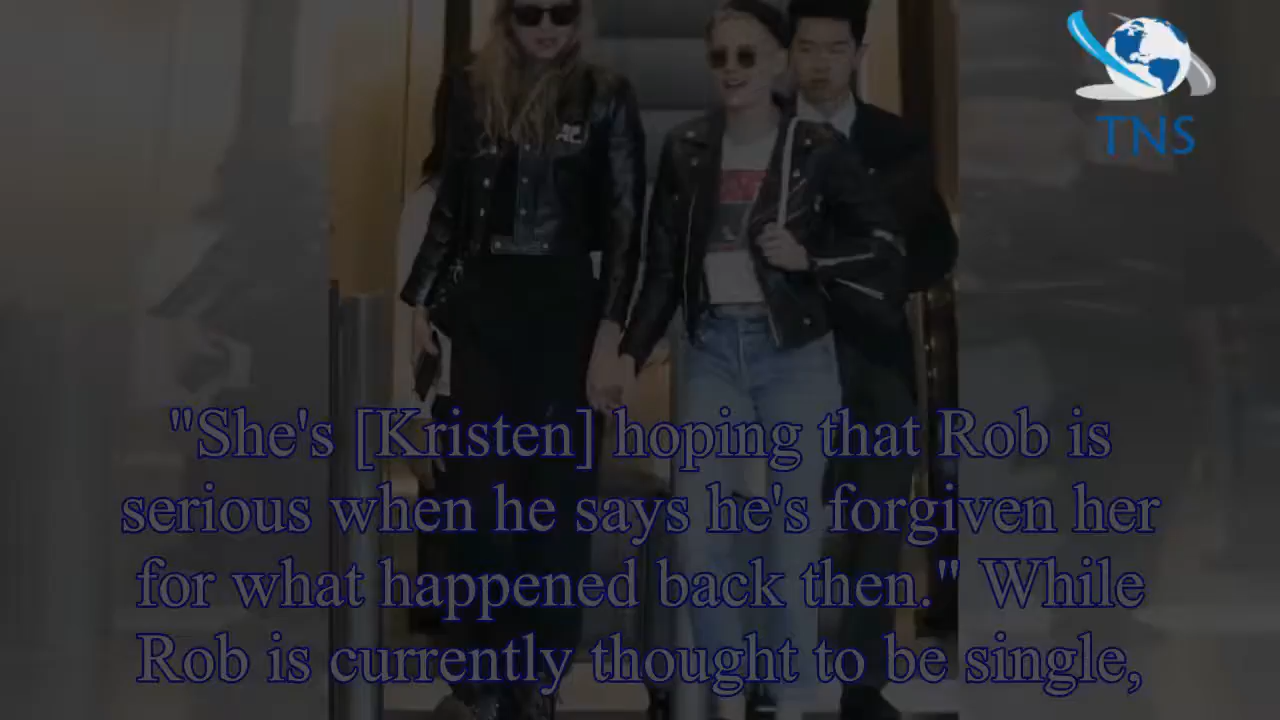 TNS
"She's [Kristen] hoping that Rob is
serious when he says he's forgiven her
for what happened back then." While
Rob is currently thought to be single,